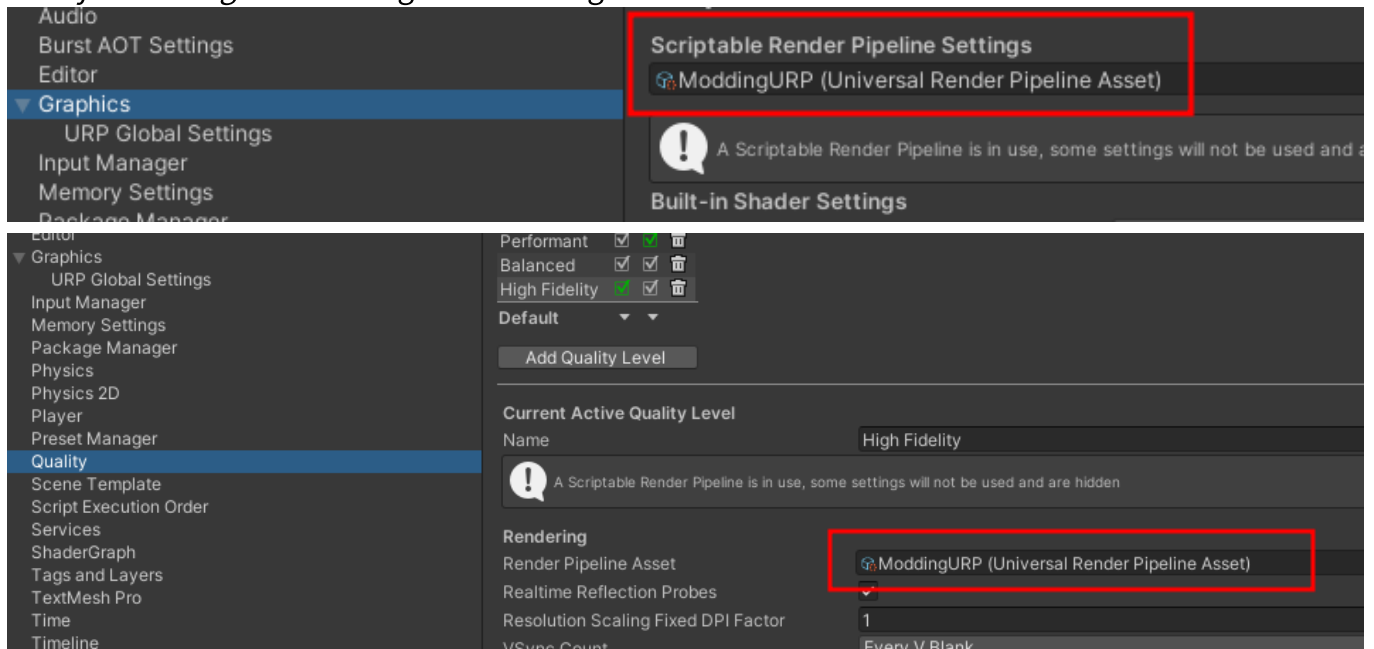 Audio
Burst AOT Settings
Editor
Graphics
URP Global Settings
Input Manager
Memory Settings
Package Manager
Scriptable Render Pipeline Settings
ModdingURP (Universal Render Pipeline Asset)
A Scriptable Render Pipeline is in use, some settings will not be used and
Built-in Shader Settings
Editor
Graphics
URP Global Settings
Input Manager
Memory Settings
Package Manager
Physics
Physics 2D
Player
Preset Manager
Quality
Scene Template
Script Execution Order
Services
ShaderGraph
Tags and Layers
TextMesh Pro
Time
Timeline
Performant
Balanced
High Fidelity
Default
Add Quality Level
Current Active Quality Level
Name High Fidelity
A Scriptable Render Pipeline is in use, some settings will not be used and are hidden
Rendering
Render Pipeline Asset ModdingURP (Universal Render Pipeline Asset)
Realtime Reflection Probes
Resolution Scaling Fixed DPI Factor 1
VSync Count Every V Blank